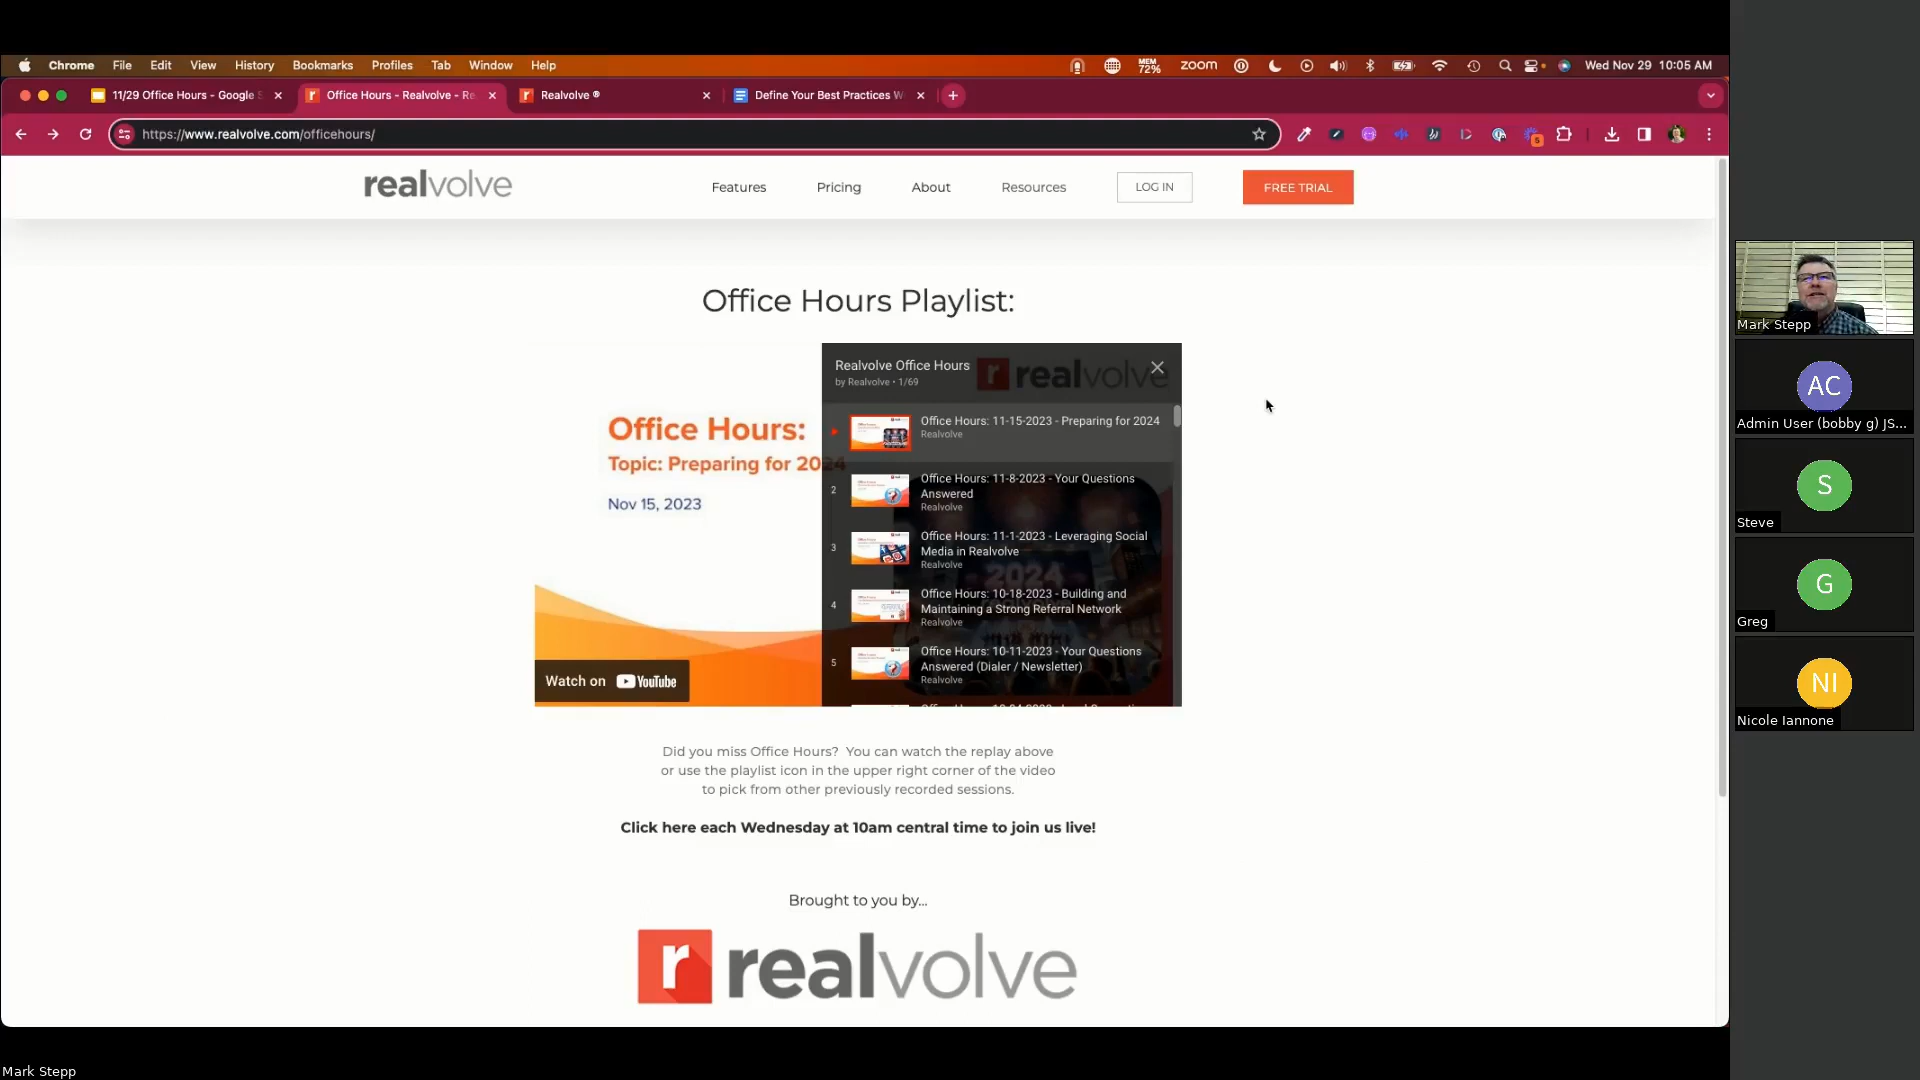 Chrome File Edit View History Bookmarks Profiles Tab Window Help
MEM 72% zoom Wed Nov 29 10:05 AM
11/29 Office Hours - Google Office Hours - Realvolve - Re Realvolve ® Define Your Best Practices
https://www.realvolve.com/officehours/
realvolve Features Pricing About Resources LOG IN FREE TRIAL
Office Hours Playlist:
Realvolve Office Hours
by Realvolve • 1/69
realvolve
Office Hours:
Topic: Preparing for 2024
Nov 15, 2023
Office Hours: 11-15-2023 - Preparing for 2024
Realvolve
2 Office Hours: 11-8-2023 - Your Questions
Answered
Realvolve
3 Office Hours: 11-1-2023 - Leveraging Social
Media in Realvolve
Realvolve
2024
4 Office Hours: 10-18-2023 - Building and
Maintaining a Strong Referral Network
Realvolve
5 Office Hours: 10-11-2023 - Your Questions
Answered (Dialer / Newsletter)
Realvolve
Watch on YouTube
Did you miss Office Hours? You can watch the replay above
or use the playlist icon in the upper right corner of the video
to pick from other previously recorded sessions.
Click here each Wednesday at 10am central time to join us live!
Brought to you by...
r realvolve
Mark Stepp
AC
Admin User (bobby g) JS...
S
Steve
G
Greg
NI
Nicole Iannone
Mark Stepp